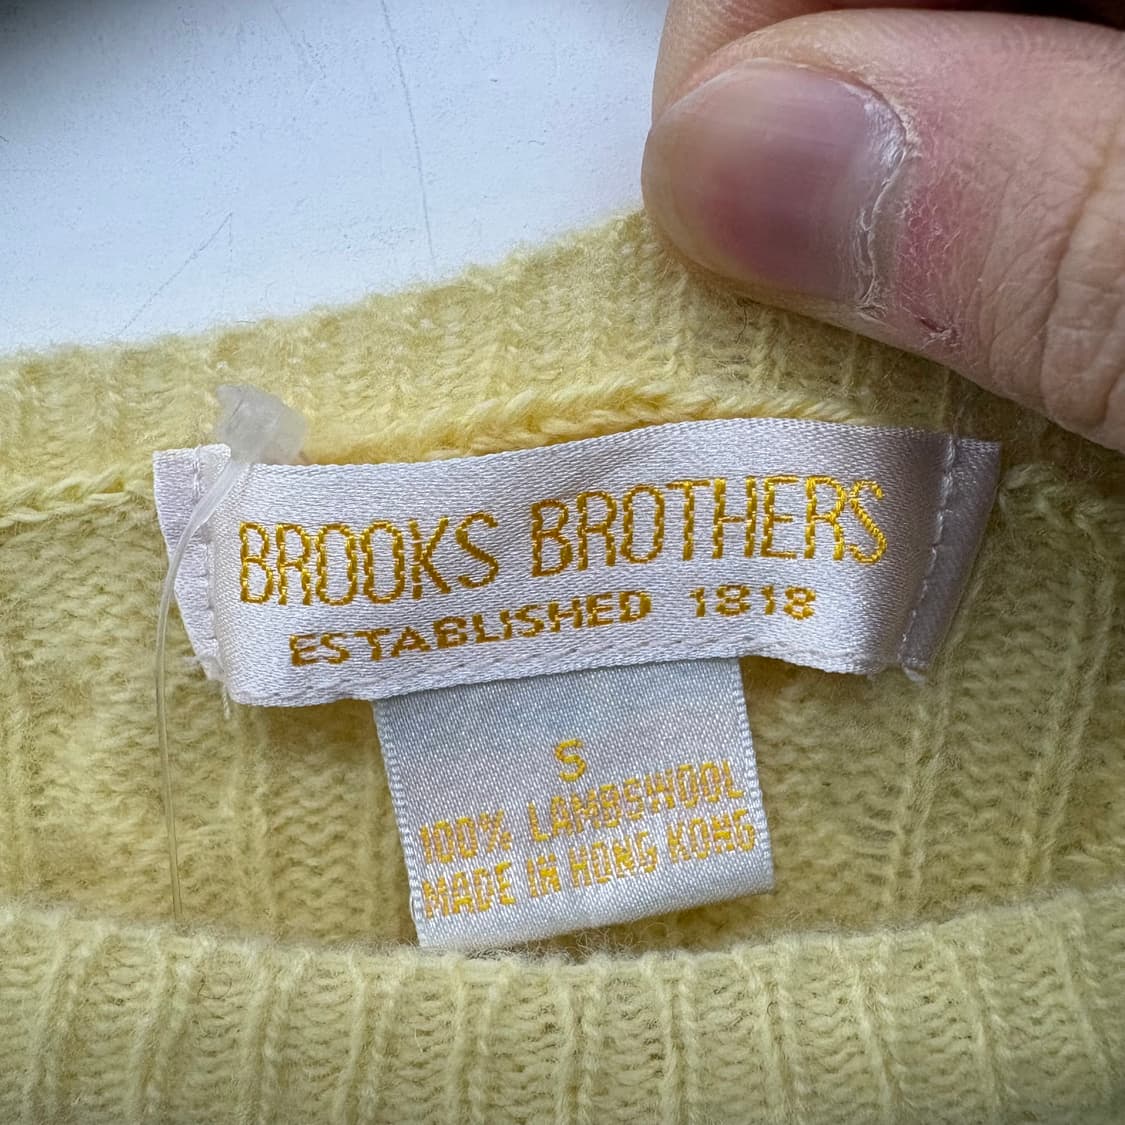 BROOKS BROTHERS
ESTABLISHED 1818
S
100% LAMBSWOOL
MADE IN HONG KONG